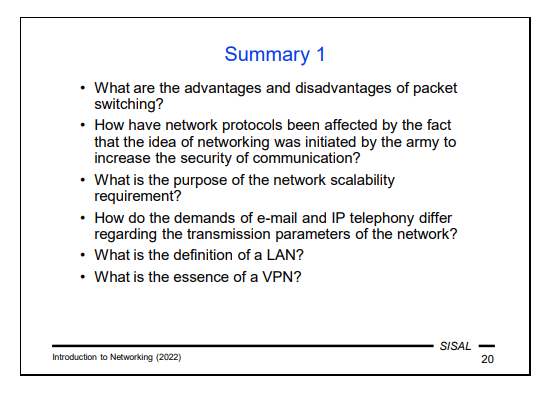 Summary 1
• What are the advantages and disadvantages of packet
switching?
• How have network protocols been affected by the fact
that the idea of networking was initiated by the army to
increase the security of communication?
• What is the purpose of the network scalability
requirement?
• How do the demands of e-mail and IP telephony differ
regarding the transmission parameters of the network?
• What is the definition of a LAN?
• What is the essence of a VPN?
SISAL
Introduction to Networking (2022)
20